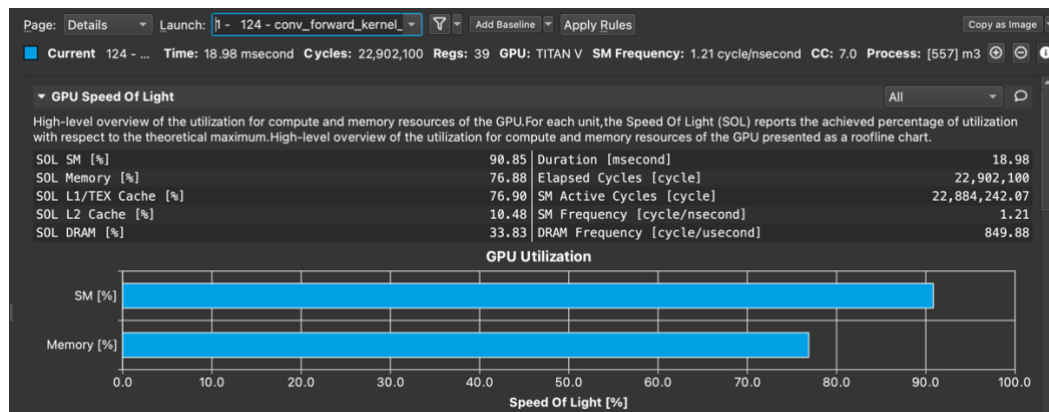 Page: Details Launch: 1 - 124 - conv_forward_kernel_ Add Baseline Apply Rules Copy as Image
Current 124 - ... Time: 18.98 msecond Cycles: 22,902,100 Regs: 39 GPU: TITAN V SM Frequency: 1.21 cycle/nsecond CC: 7.0 Process: [557] m3
GPU Speed Of Light All
High-level overview of the utilization for compute and memory resources of the GPU.For each unit,the Speed Of Light (SOL) reports the achieved percentage of utilization
with respect to the theoretical maximum.High-level overview of the utilization for compute and memory resources of the GPU presented as a roofline chart.
SOL SM [%] 90.85 Duration [msecond] 18.98
SOL Memory [%] 76.88 Elapsed Cycles [cycle] 22,902,100
SOL L1/TEX Cache [%] 76.90 SM Active Cycles [cycle] 22,884,242.07
SOL L2 Cache [%] 10.48 SM Frequency [cycle/nsecond] 1.21
SOL DRAM [%] 33.83 DRAM Frequency [cycle/usecond] 849.88
GPU Utilization
SM [%]
Memory [%]
0.0 10.0 20.0 30.0 40.0 50.0 60.0 70.0 80.0 90.0 100.0
Speed Of Light [%]